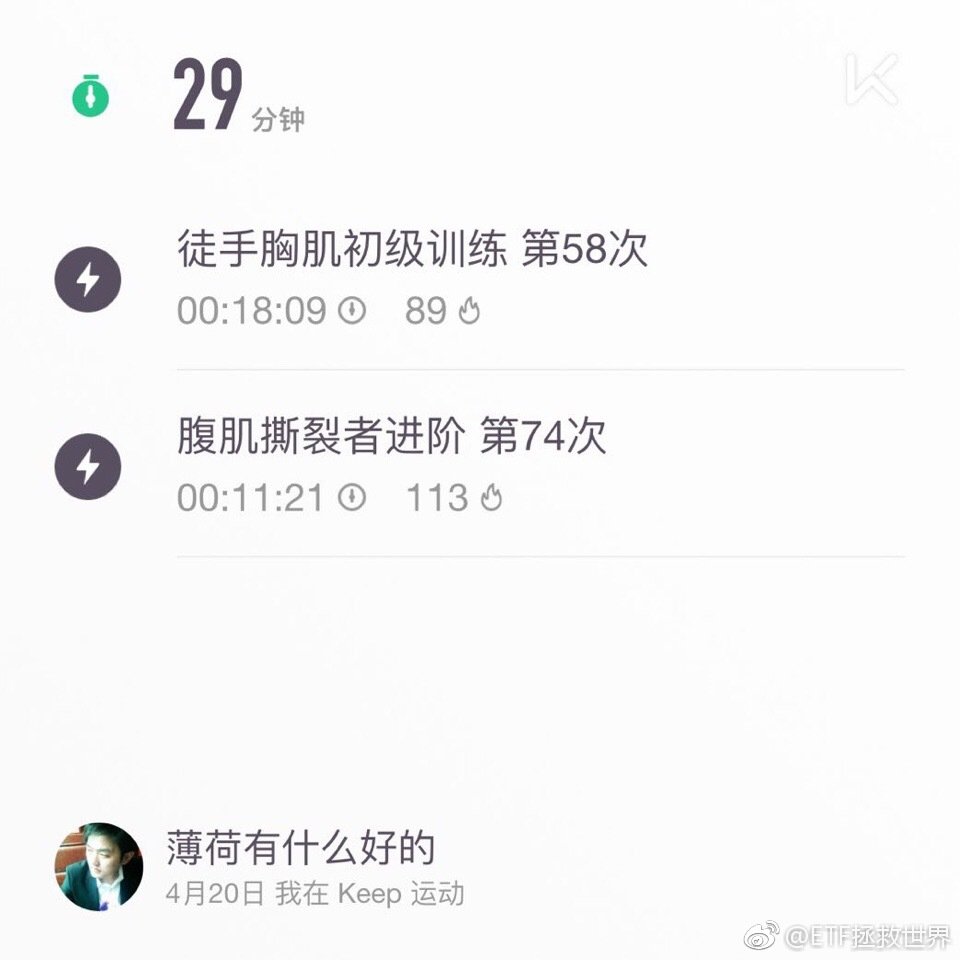 29 分钟
徒手胸肌初级训练 第58次
00:18:09 89
腹肌撕裂者进阶 第74次
00:11:21 113
薄荷有什么好的
4月20日 我在 Keep 运动
@ETF拯救世界